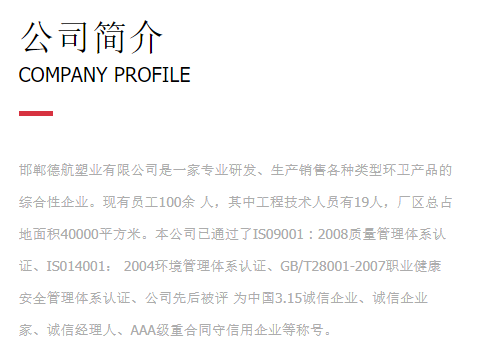 公司简介
COMPANY PROFILE
邯郸德航塑业有限公司是一家专业研发、生产销售各种类型环卫产品的
综合性企业。现有员工100余 人，其中工程技术人员有19人，厂区总占
地面积40000平方米。本公司已通过了IS09001：2008质量管理体系认
证、IS014001： 2004环境管理体系认证、GB/T28001-2007职业健康
安全管理体系认证、公司先后被评 为中国3.15诚信企业、诚信企业
家、诚信经理人、AAA级重合同守信用企业等称号。